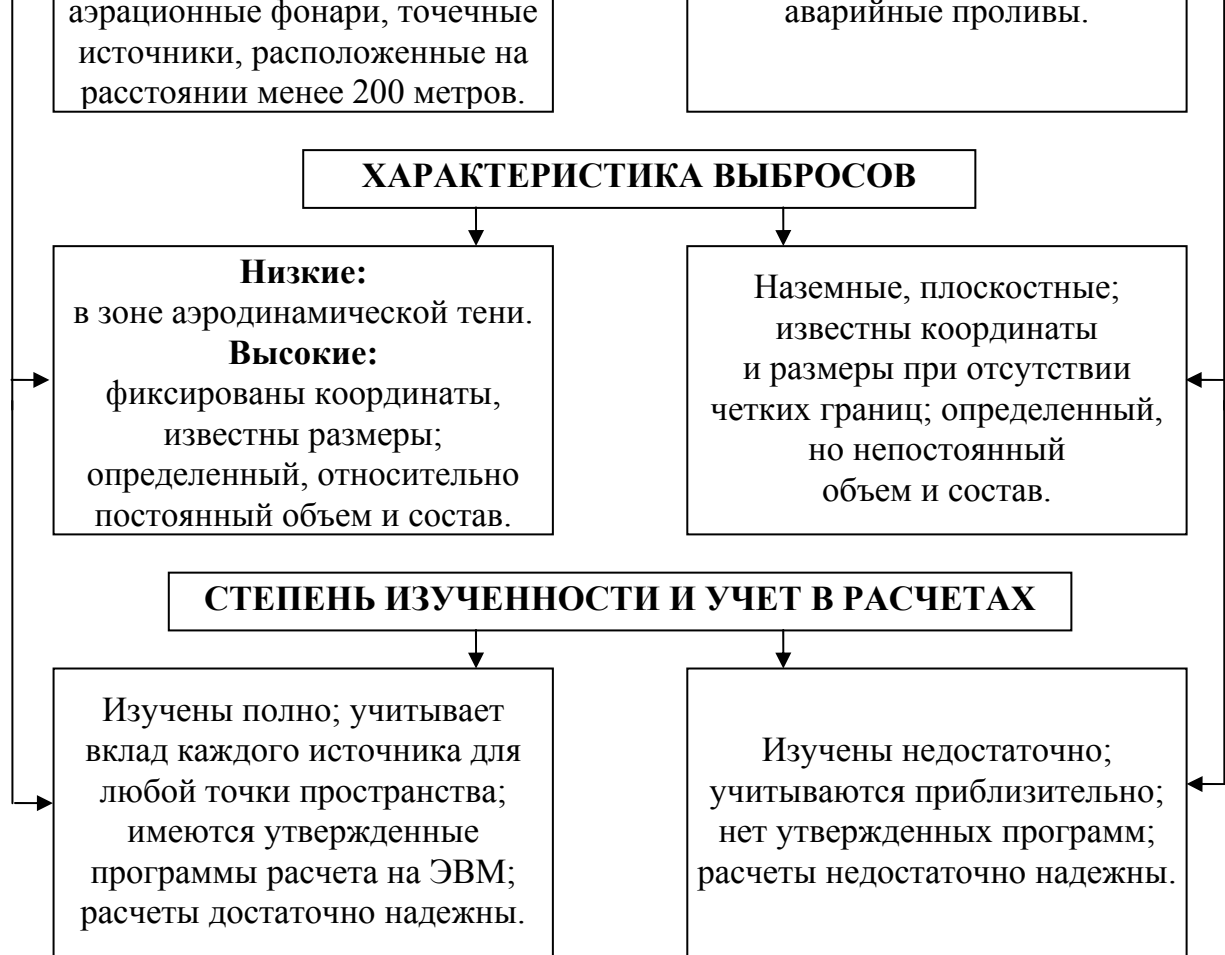 аэрационные фонари, точечные
источники, расположенные на
расстоянии менее 200 метров.
аварийные проливы.
ХАРАКТЕРИСТИКА ВЫБРОСОВ
Низкие:
в зоне аэродинамической тени.
Высокие:
фиксированы координаты,
известны размеры;
определенный, относительно
постоянный объем и состав.
Наземные, плоскостные;
известны координаты
и размеры при отсутствии
четких границ; определенный,
но непостоянный
объем и состав.
СТЕПЕНЬ ИЗУЧЕННОСТИ И УЧЕТ В РАСЧЕТАХ
Изучены полно; учитывает
вклад каждого источника для
любой точки пространства;
имеются утвержденные
программы расчета на ЭВМ;
расчеты достаточно надежны.
Изучены недостаточно;
учитываются приблизительно;
нет утвержденных программ;
расчеты недостаточно надежны.